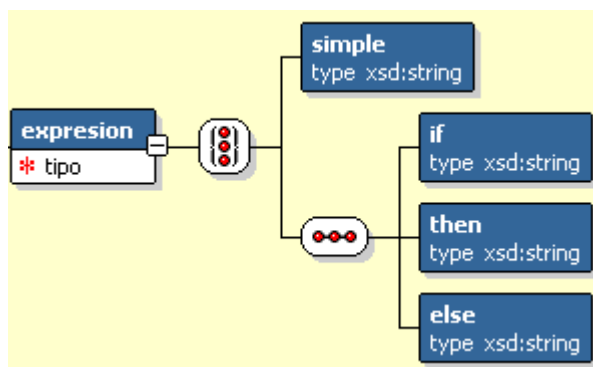 simple
type xsd:string
expresion
* tipo
if
type xsd:string
then
type xsd:string
else
type xsd:string